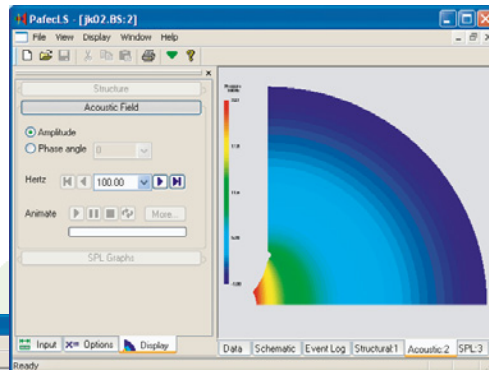 PafecLS - [jk02.BS:2]
File View Display Window Help
Structure
Acoustic Field
Amplitude
Phase angle 0
Hertz 100.00
Animate More...
SPL Graphs
Input Options Display
Data Schematic Event Log Structural:1 Acoustic:2 SPL:3
Ready